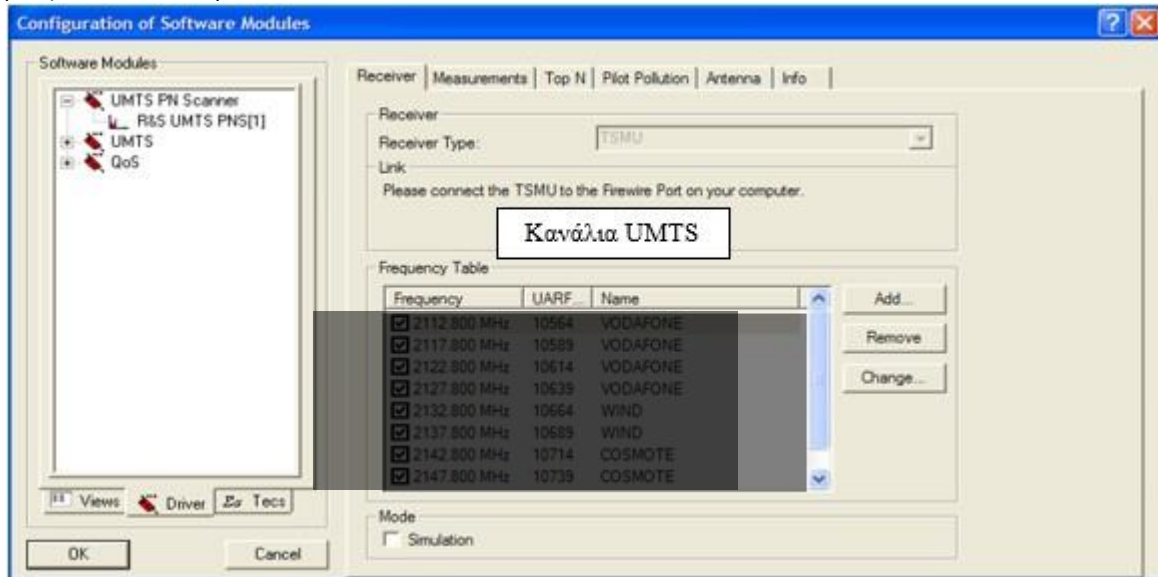 Configuration of Software Modules
Software Modules
UMTS PN Scanner
R&S UMTS PNS[1]
UMTS
QoS
Views Driver Tecs
OK Cancel
Receiver Measurements Top N Pilot Pollution Antenna Info
Receiver
Receiver Type: TSMU
Link
Please connect the TSMU to the Firewire Port on your computer.
Κανάλια UMTS
Frequency Table
Frequency UARF... Name
2112.800 MHz 10564 VODAFONE
2117.800 MHz 10589 VODAFONE
2122.800 MHz 10614 VODAFONE
2127.800 MHz 10639 VODAFONE
2132.800 MHz 10664 WIND
2137.800 MHz 10689 WIND
2142.800 MHz 10714 COSMOTE
2147.800 MHz 10739 COSMOTE
Add...
Remove
Change...
Mode
Simulation